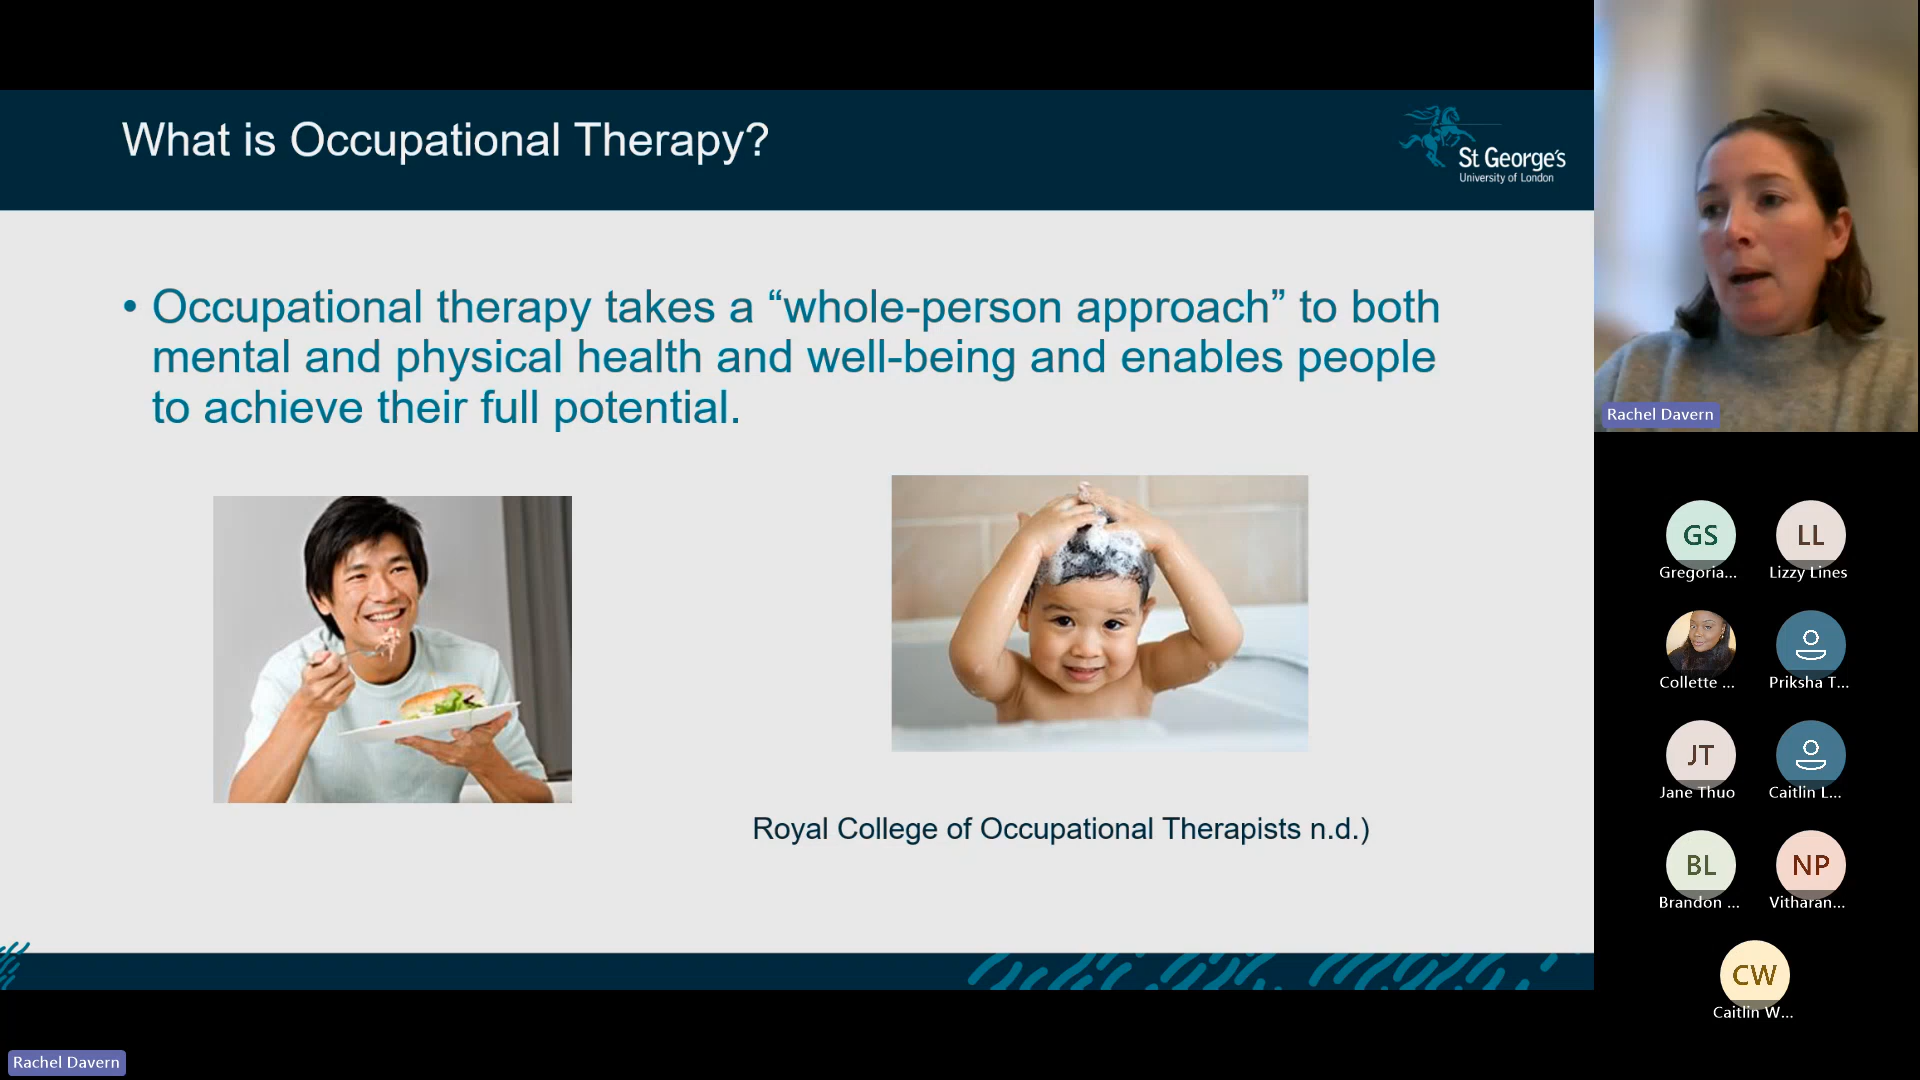 What is Occupational Therapy?
St George's
University of London
• Occupational therapy takes a “whole-person approach” to both
mental and physical health and well-being and enables people
to achieve their full potential.
Royal College of Occupational Therapists n.d.)
Rachel Davern
GS
Gregoria...
LL
Lizzy Lines
Collette ...
Priksha T...
JT
Jane Thuo
Caitlin L...
BL
Brandon ...
NP
Vitharan...
CW
Caitlin W...
Rachel Davern